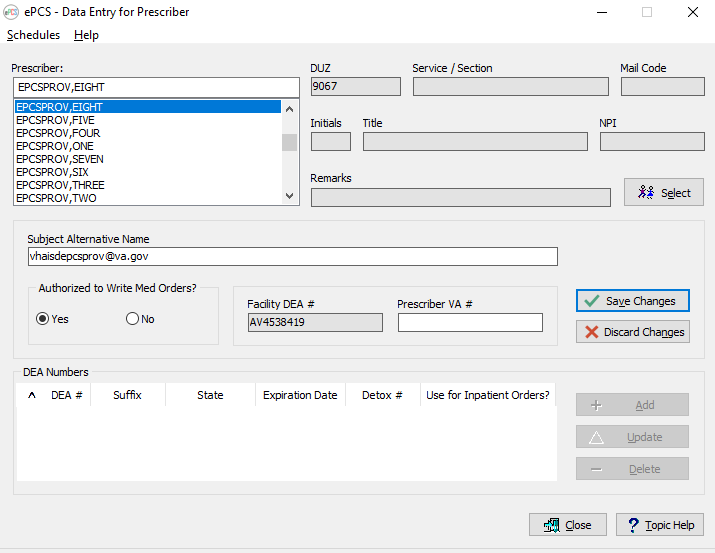 ePCS - Data Entry for Prescriber
Schedules Help
Prescriber:
EPCSPROV,EIGHT
EPCSPROV,EIGHT
EPCSPROV,FIVE
EPCSPROV,FOUR
EPCSPROV,ONE
EPCSPROV,SEVEN
EPCSPROV,SIX
EPCSPROV,THREE
EPCSPROV,TWO
DUZ Service / Section Mail Code
9067
Initials Title NPI
Remarks
Select
Subject Alternative Name
vhaisdepcsprov@va.gov
Authorized to Write Med Orders?
Yes No
Facility DEA # Prescriber VA #
AV4538419
Save Changes
Discard Changes
DEA Numbers
DEA # Suffix State Expiration Date Detox # Use for Inpatient Orders?
Add
Update
Delete
Close Topic Help